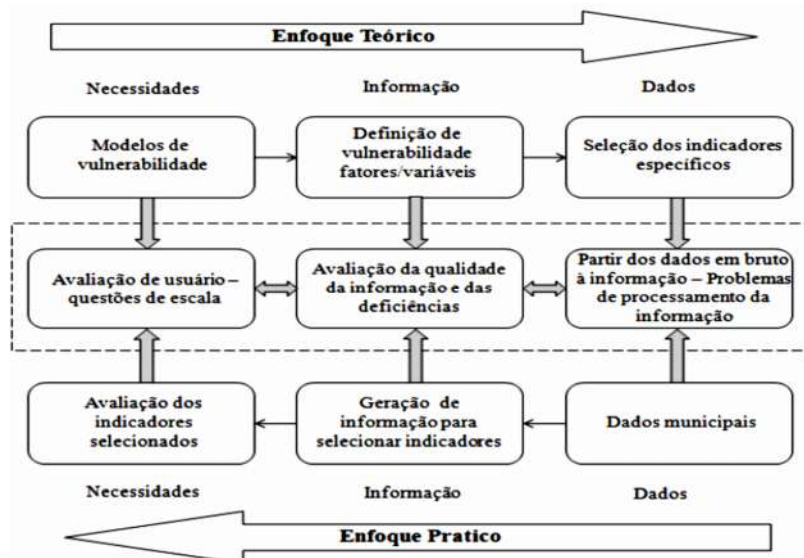 Enfoque Teórico
Necessidades
Informação
Dados
Modelos de
vulnerabilidade
Definição de
vulnerabilidade
fatores/variáveis
Seleção dos indicadores
específicos
Avaliação de usuário –
questões de escala
Avaliação da qualidade
da informação e das
deficiências
Partir dos dados em bruto
à informação – Problemas
de processamento da
informação
Avaliação dos
indicadores
selecionados
Geração de
informação para
selecionar indicadores
Dados municipais
Necessidades
Informação
Dados
Enfoque Pratico